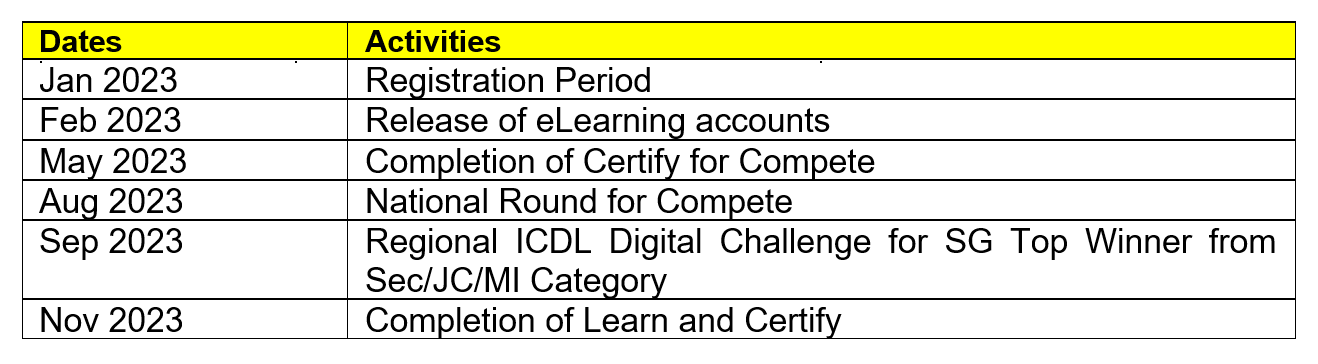 Dates Activities
Jan 2023 Registration Period
Feb 2023 Release of eLearning accounts
May 2023 Completion of Certify for Compete
Aug 2023 National Round for Compete
Sep 2023 Regional ICDL Digital Challenge for SG Top Winner from
Sec/JC/MI Category
Nov 2023 Completion of Learn and Certify